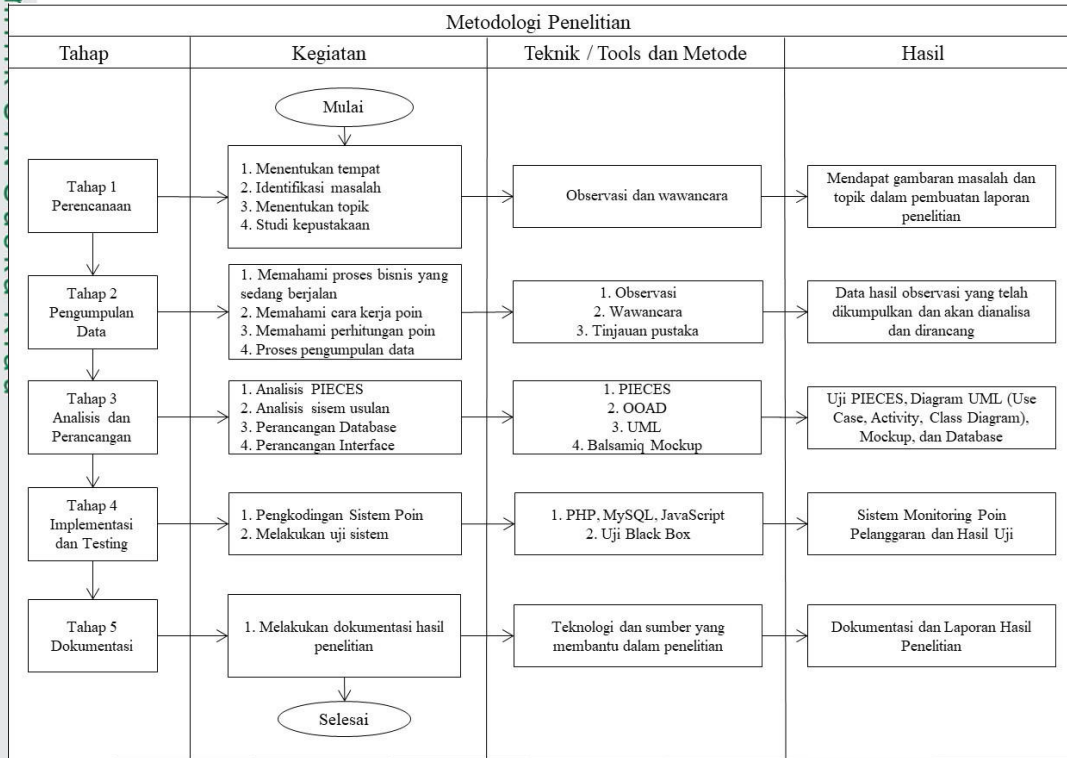 Metodologi Penelitian
Tahap
Kegiatan
Teknik / Tools dan Metode
Hasil
Mulai
Tahap 1
Perencanaan
1. Menentukan tempat
2. Identifikasi masalah
3. Menentukan topik
4. Studi kepustakaan
Observasi dan wawancara
Mendapat gambaran masalah dan
topik dalam pembuatan laporan
penelitian
Tahap 2
Pengumpulan
Data
1. Memahami proses bisnis yang
sedang berjalan
2. Memahami cara kerja poin
3. Memahami perhitungan poin
4. Proses pengumpulan data
1. Observasi
2. Wawancara
3. Tinjauan pustaka
Data hasil observasi yang telah
dikumpulkan dan akan dianalisa
dan dirancang
Tahap 3
Analisis dan
Perancangan
1. Analisis PIECES
2. Analisis sisem usulan
3. Perancangan Database
4. Perancangan Interface
1. PIECES
2. OOAD
3. UML
4. Balsamiq Mockup
Uji PIECES, Diagram UML (Use
Case, Activity, Class Diagram),
Mockup, dan Database
Tahap 4
Implementasi
dan Testing
1. Pengkodingan Sistem Poin
2. Melakukan uji sistem
1. PHP, MySQL, JavaScript
2. Uji Black Box
Sistem Monitoring Poin
Pelanggaran dan Hasil Uji
Tahap 5
Dokumentasi
1. Melakukan dokumentasi hasil
penelitian
Teknologi dan sumber yang
membantu dalam penelitian
Dokumentasi dan Laporan Hasil
Penelitian
Selesai